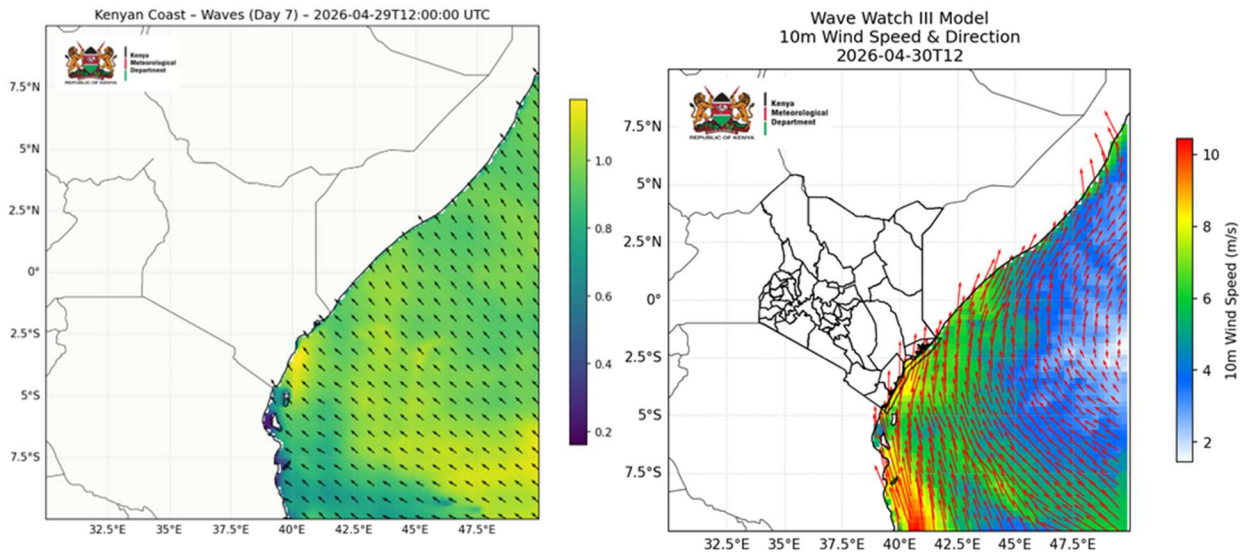 Kenyan Coast – Waves (Day 7) – 2026-04-29T12:00:00 UTC
Kenya
Meteorological
Department
REPUBLIC OF KENYA
7.5°N
5°N
2.5°N
0°
2.5°S
5°S
7.5°S
32.5°E 35°E 37.5°E 40°E 42.5°E 45°E 47.5°E
1.0
0.8
0.6
0.4
0.2
Wave Watch III Model
10m Wind Speed & Direction
2026-04-30T12
Kenya
Meteorological
Department
REPUBLIC OF KENYA
7.5°N
5°N
2.5°N
0°
2.5°S
5°S
7.5°S
32.5°E 35°E 37.5°E 40°E 42.5°E 45°E 47.5°E
10
8
6
4
2
10m Wind Speed (m/s)